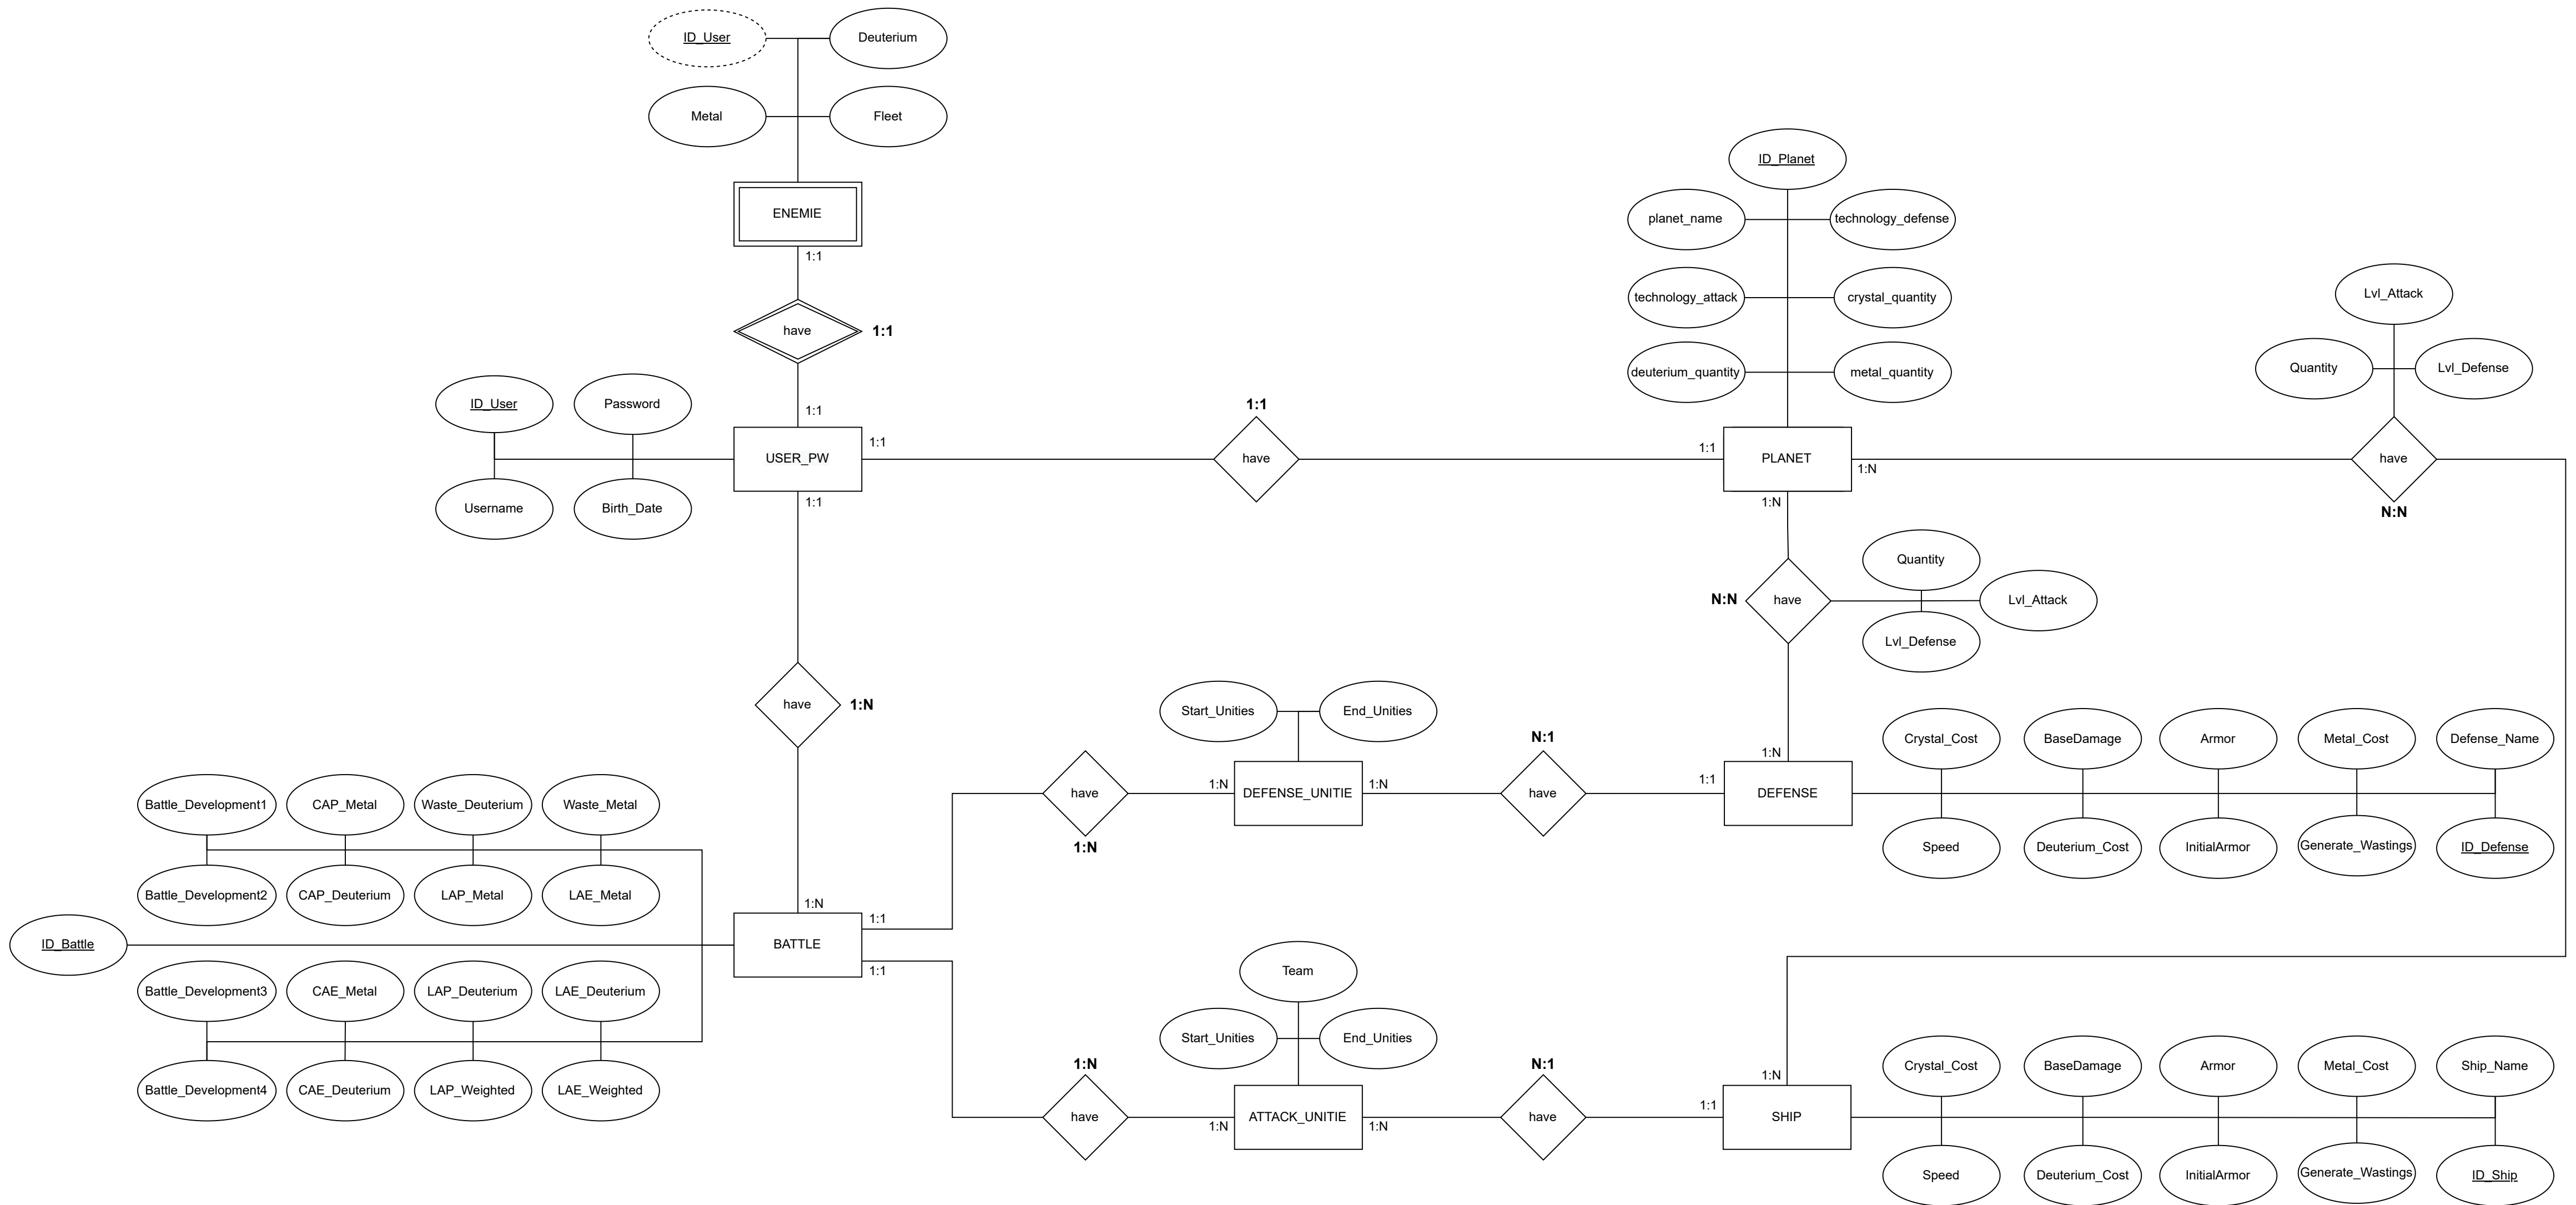 ID_User
Deuterium
Metal
Fleet
ENEMIE
1:1
have
1:1
1:1
ID_User
Password
USER_PW
Username
Birth_Date
1:1
1:1
1:1
have
1:1
ID_Planet
planet_name
technology_defense
technology_attack
crystal_quantity
deuterium_quantity
metal_quantity
PLANET
1:N
1:N
Lvl_Attack
Quantity
Lvl_Defense
have
N:N
Quantity
N:N
have
Lvl_Attack
Lvl_Defense
1:N
have
1:N
1:N
Start_Unities
End_Unities
have
1:N
1:N
DEFENSE_UNITIE
1:N
N:1
have
1:1
DEFENSE
Crystal_Cost
BaseDamage
Armor
Metal_Cost
Defense_Name
Speed
Deuterium_Cost
InitialArmor
Generate_Wastings
ID_Defense
Battle_Development1
CAP_Metal
Waste_Deuterium
Waste_Metal
Battle_Development2
CAP_Deuterium
LAP_Metal
LAE_Metal
ID_Battle
BATTLE
1:1
1:1
Battle_Development3
CAE_Metal
LAP_Deuterium
LAE_Deuterium
Battle_Development4
CAE_Deuterium
LAP_Weighted
LAE_Weighted
Team
Start_Unities
End_Unities
1:N
have
1:N
ATTACK_UNITIE
1:N
N:1
have
1:1
1:N
SHIP
Crystal_Cost
BaseDamage
Armor
Metal_Cost
Ship_Name
Speed
Deuterium_Cost
InitialArmor
Generate_Wastings
ID_Ship